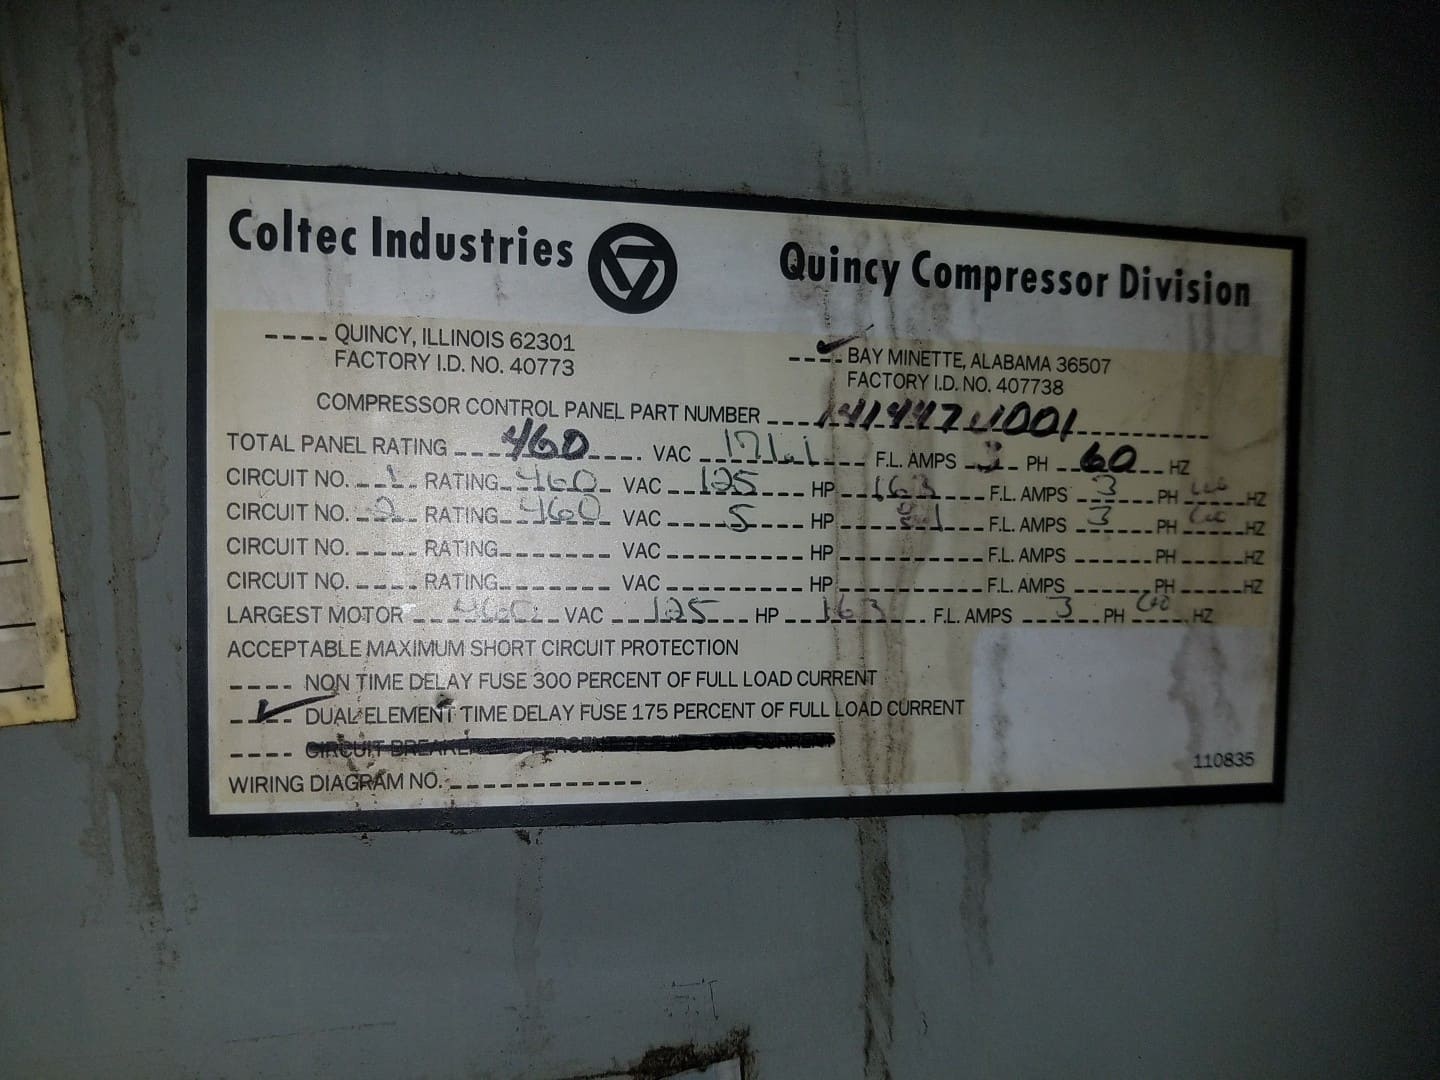 Coltec Industries Quincy Compressor Division
---- QUINCY, ILLINOIS 62301
FACTORY I.D. NO. 40773
---- BAY MINETTE, ALABAMA 36507
FACTORY I.D. NO. 407738
COMPRESSOR CONTROL PANEL PART NUMBER
TOTAL PANEL RATING 460 VAC 171.1 F.L. AMPS 3 PH 60 HZ
CIRCUIT NO. 1 RATING 460 VAC 125 HP 163 F.L. AMPS 3 PH 60 HZ
CIRCUIT NO. 2 RATING 460 VAC 5 HP 8.1 F.L. AMPS 3 PH 60 HZ
CIRCUIT NO. ---- RATING ------- VAC --------- HP --------- F.L. AMPS ----- PH ----- HZ
CIRCUIT NO. ---- RATING ------- VAC --------- HP --------- F.L. AMPS ----- PH ----- HZ
LARGEST MOTOR 460 VAC 125 HP 163 F.L. AMPS 3 PH 60 HZ
ACCEPTABLE MAXIMUM SHORT CIRCUIT PROTECTION
---- NON TIME DELAY FUSE 300 PERCENT OF FULL LOAD CURRENT
---- DUAL ELEMENT TIME DELAY FUSE 175 PERCENT OF FULL LOAD CURRENT
---- CIRCUIT BREAKER PERCENT
WIRING DIAGRAM NO. ------------
110835